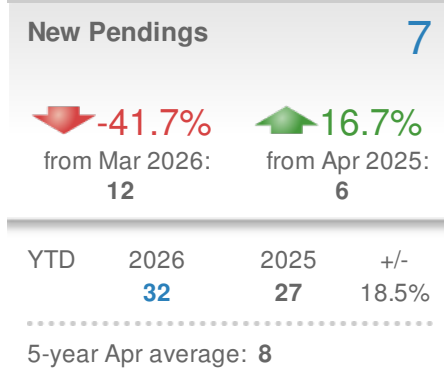 New Pendings 7
-41.7% 16.7%
from Mar 2026: from Apr 2025:
12 6
YTD 2026 2025 +/-
32 27 18.5%
5-year Apr average: 8